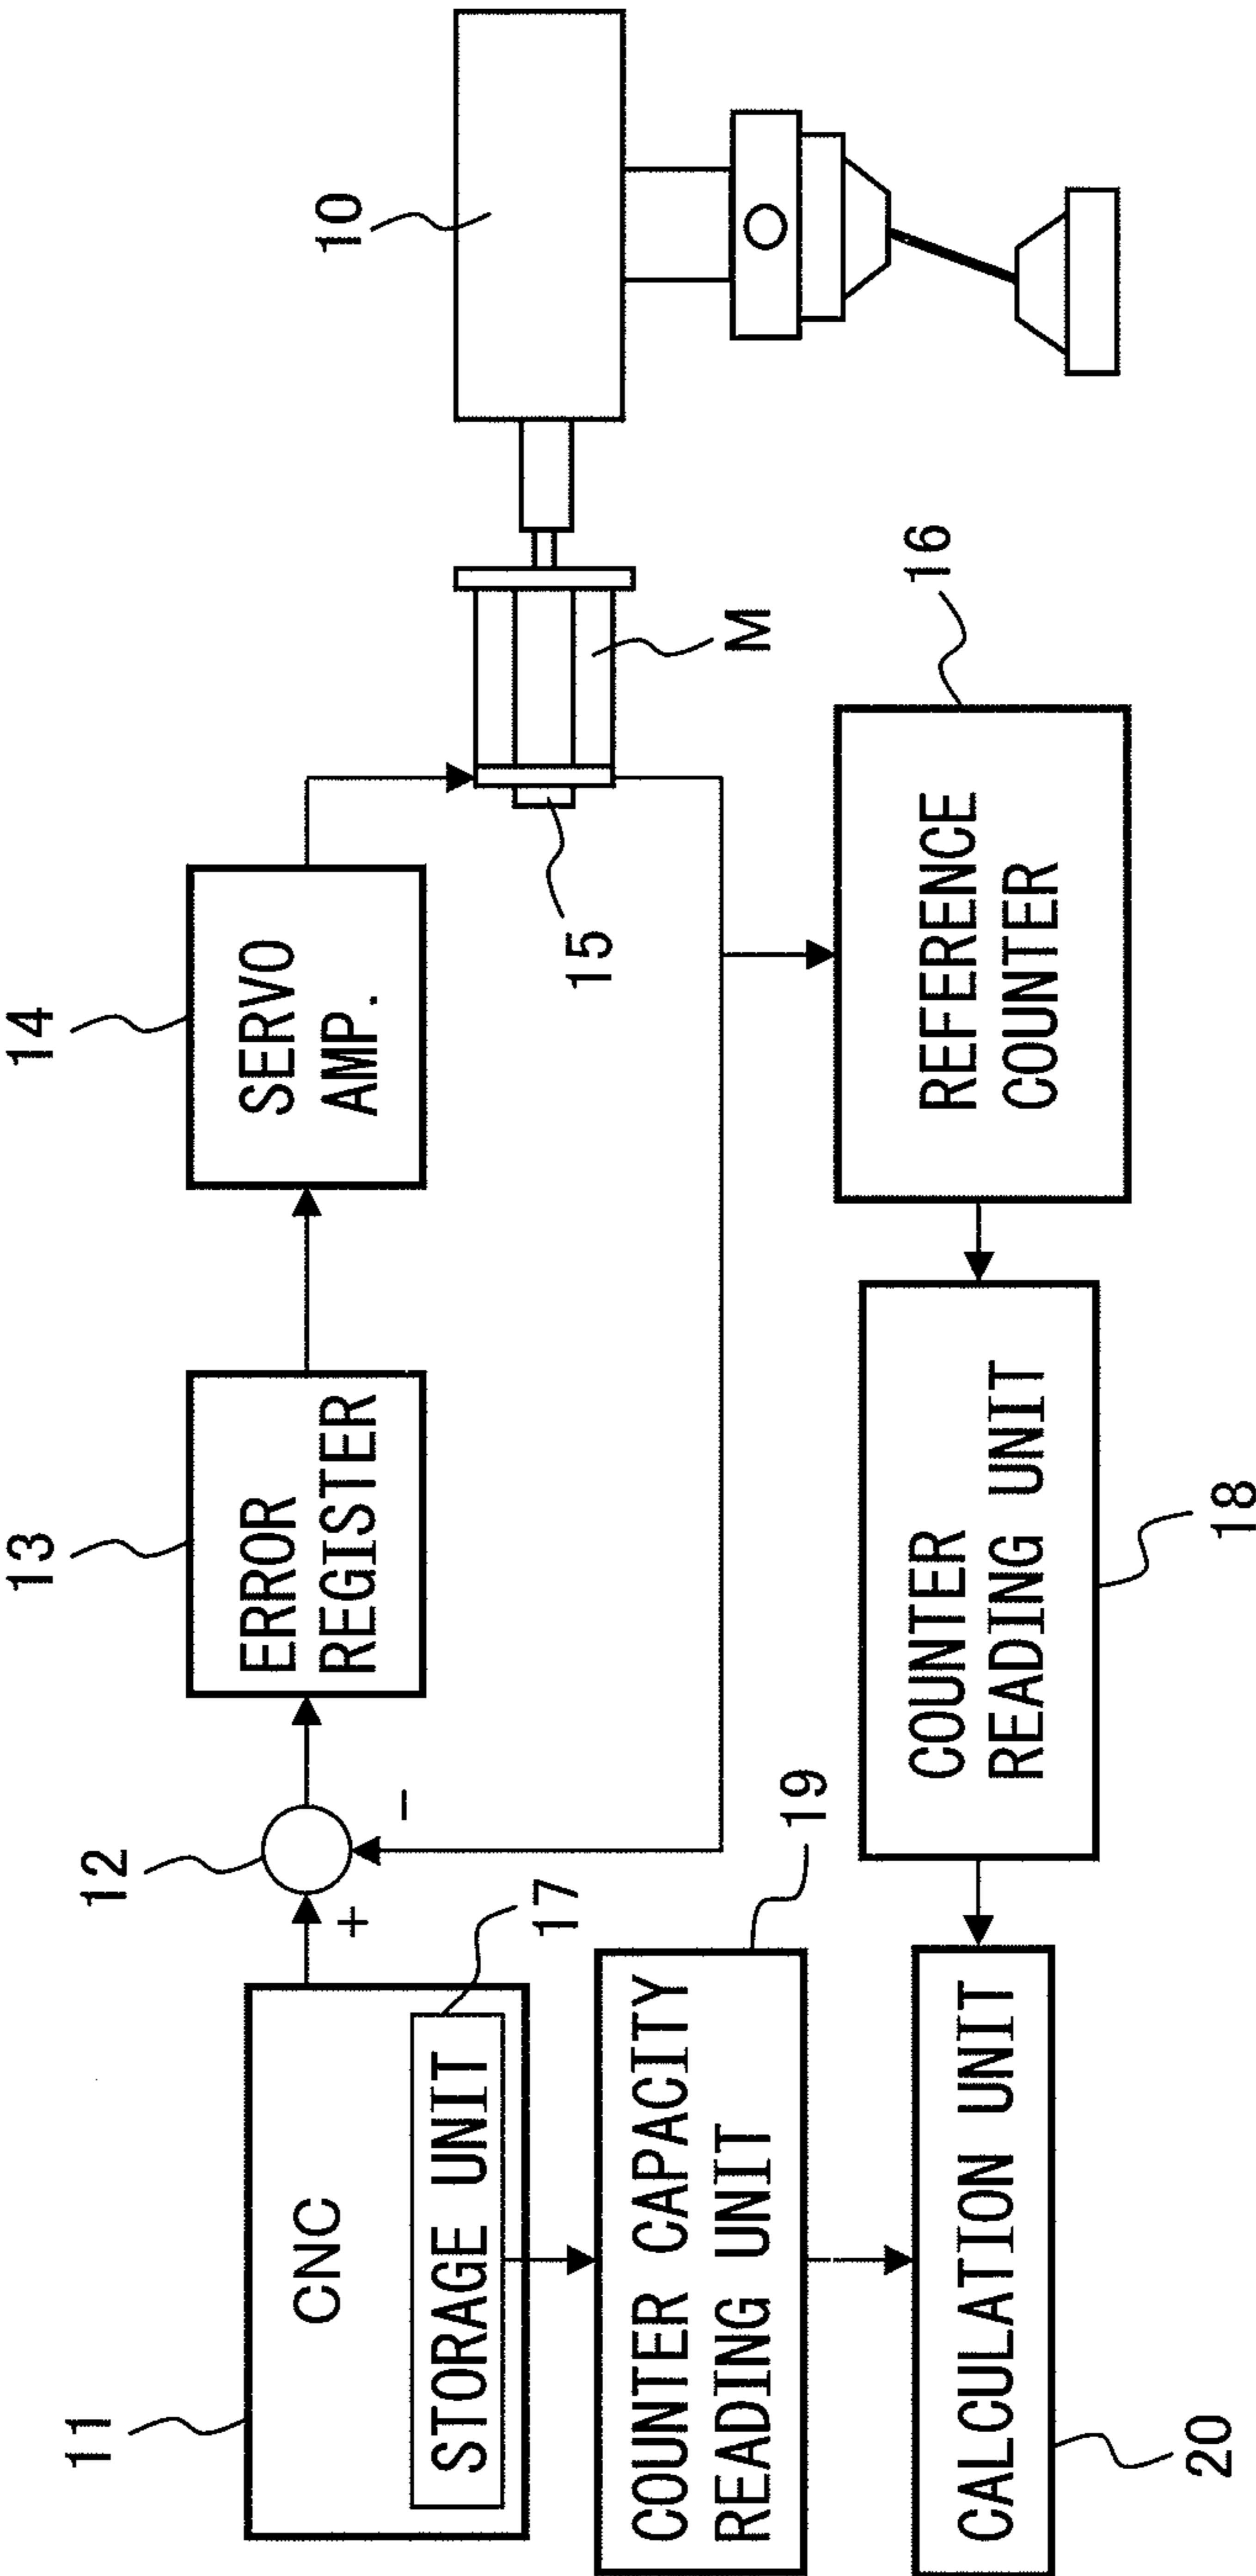 11
CNC
STORAGE UNIT
17
12
+
−
13
ERROR
REGISTER
14
SERVO
AMP.
15
M
10
16
REFERENCE
COUNTER
COUNTER
READING UNIT
18
19
COUNTER CAPACITY
READING UNIT
CALCULATION UNIT
20